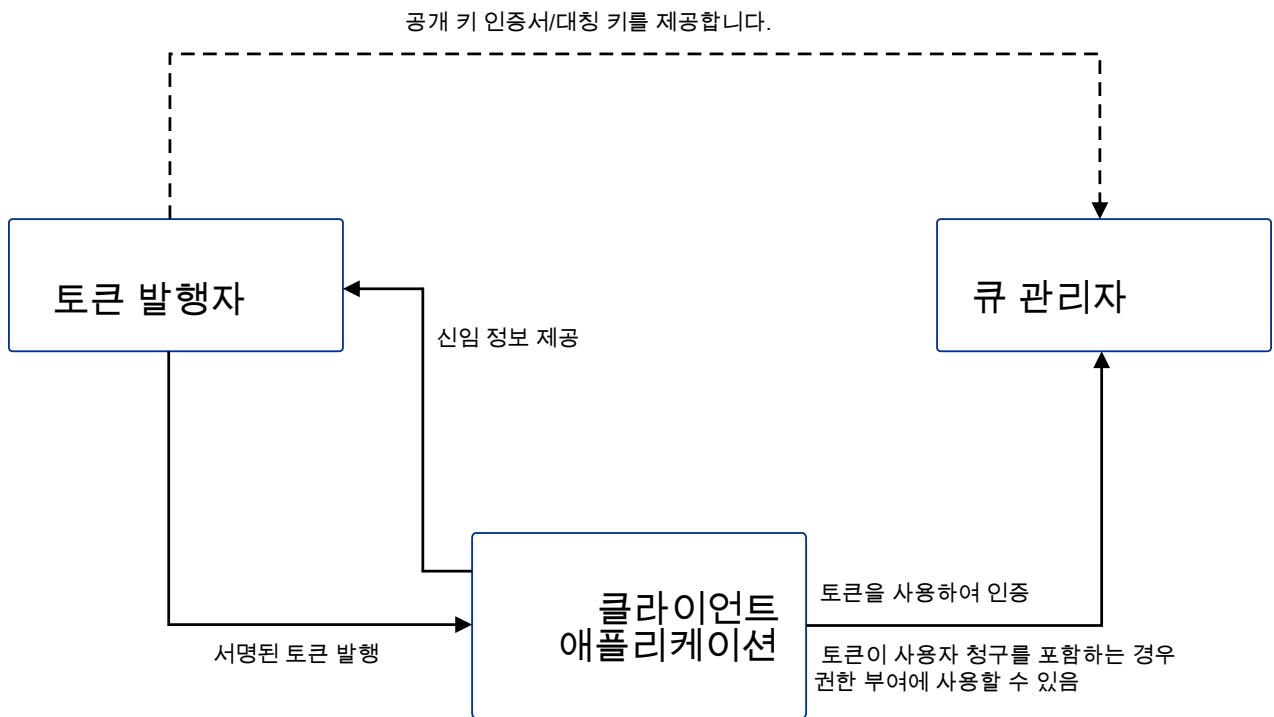 공개 키 인증서/대칭 키를 제공합니다.
토큰 발행자
큐 관리자
신임 정보 제공
클라이언트
애플리케이션
토큰을 사용하여 인증
서명된 토큰 발행
토큰이 사용자 청구를 포함하는 경우
권한 부여에 사용할 수 있음